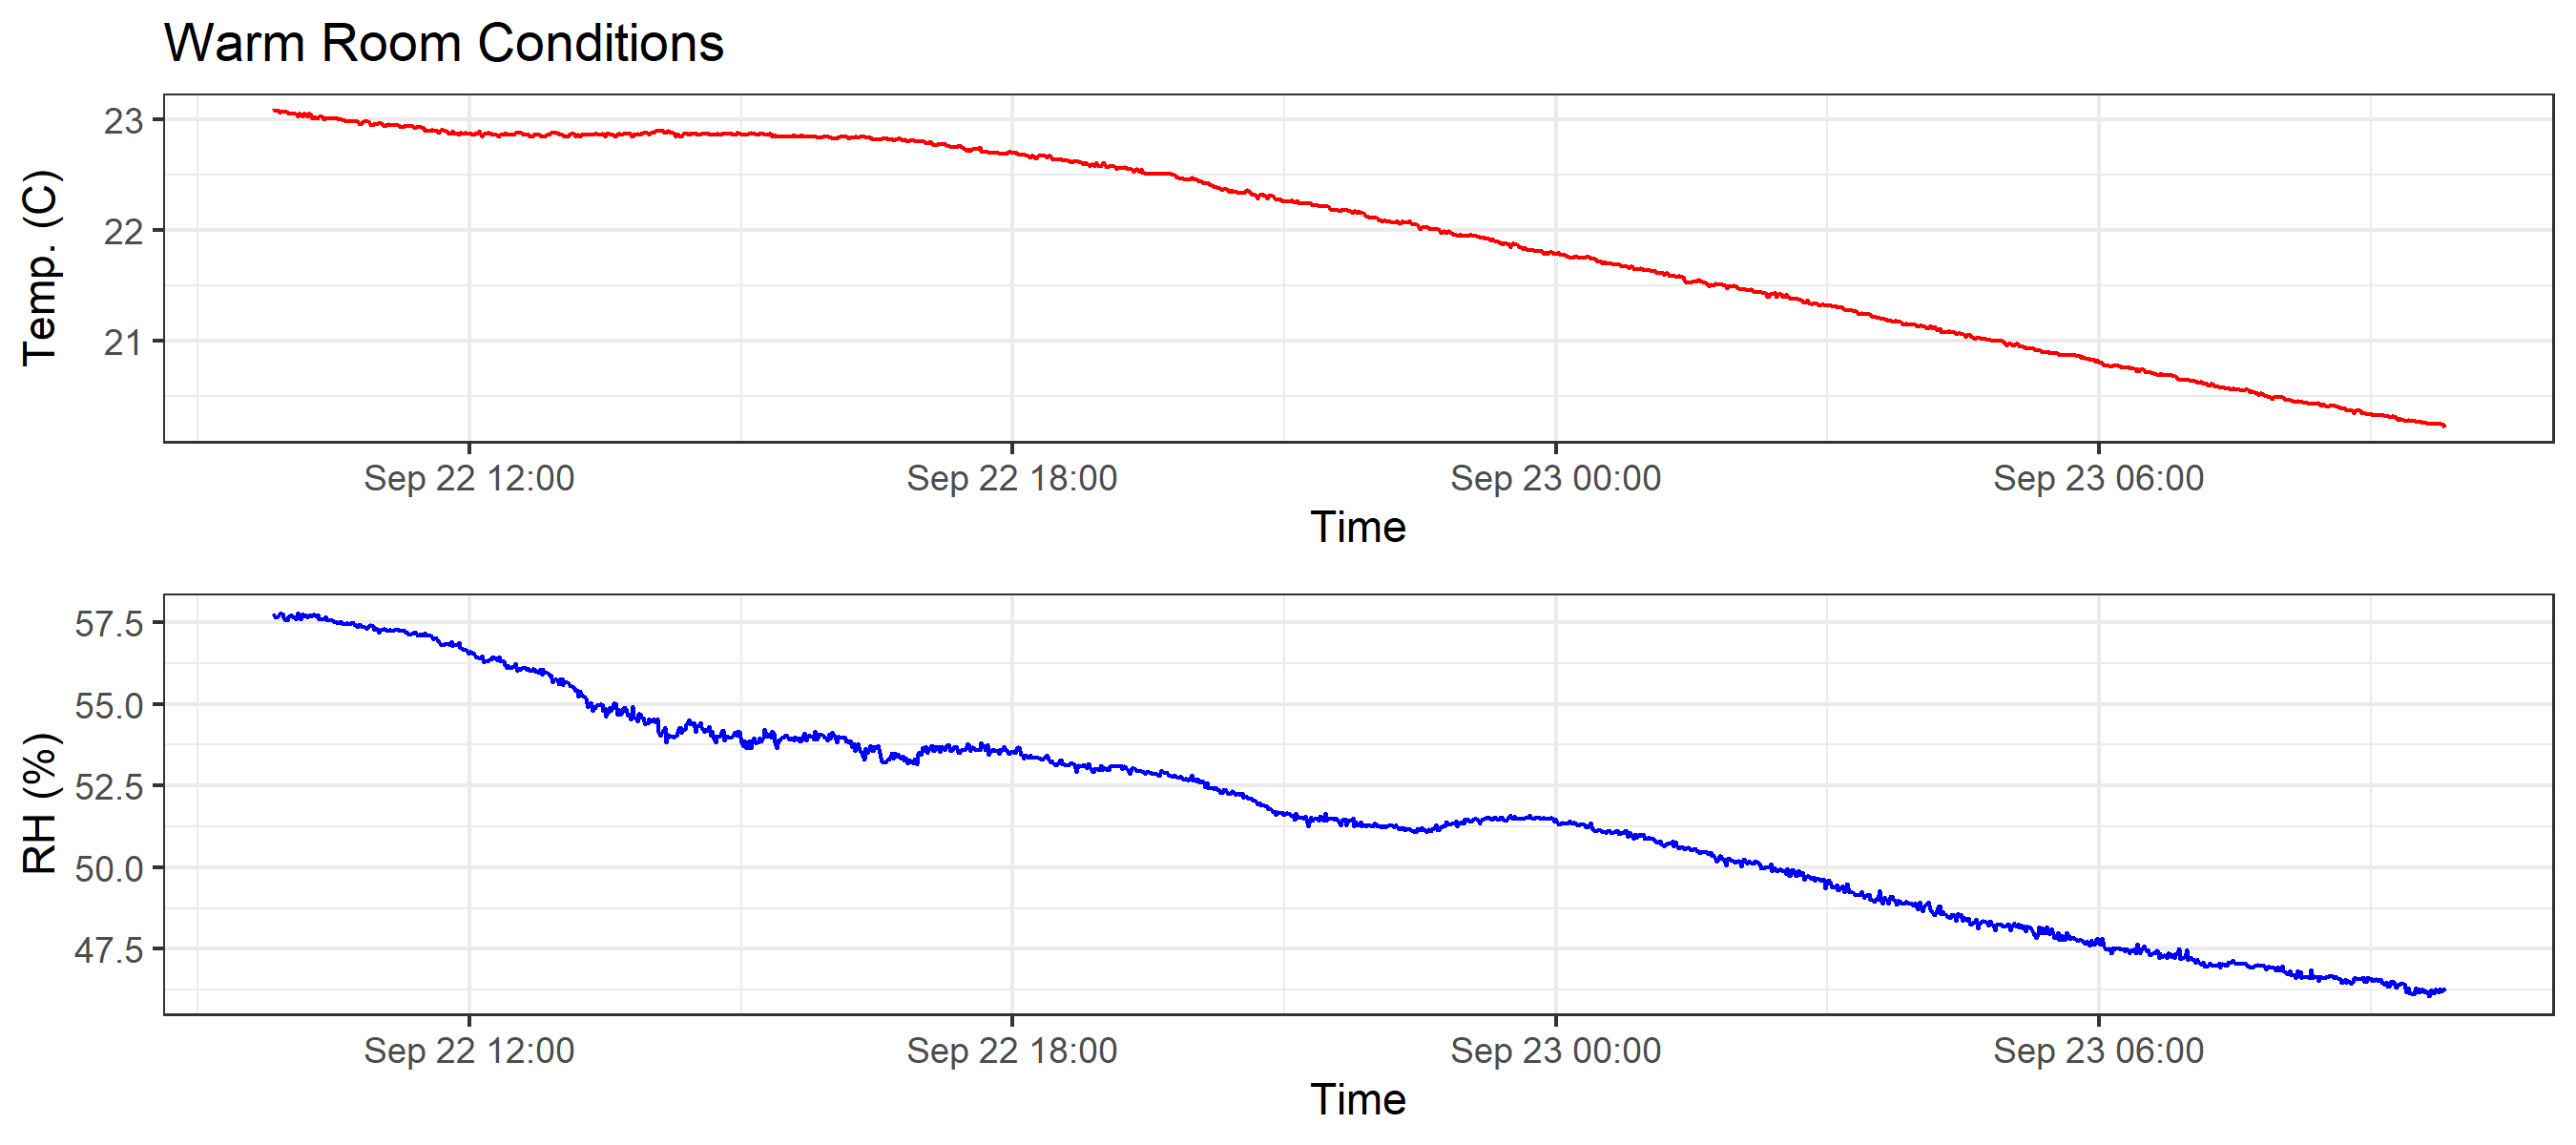 Warm Room Conditions
Temp. (C)
23
22
21
Sep 22 12:00 Sep 22 18:00 Sep 23 00:00 Sep 23 06:00
Time
RH (%)
57.5
55.0
52.5
50.0
47.5
Sep 22 12:00 Sep 22 18:00 Sep 23 00:00 Sep 23 06:00
Time